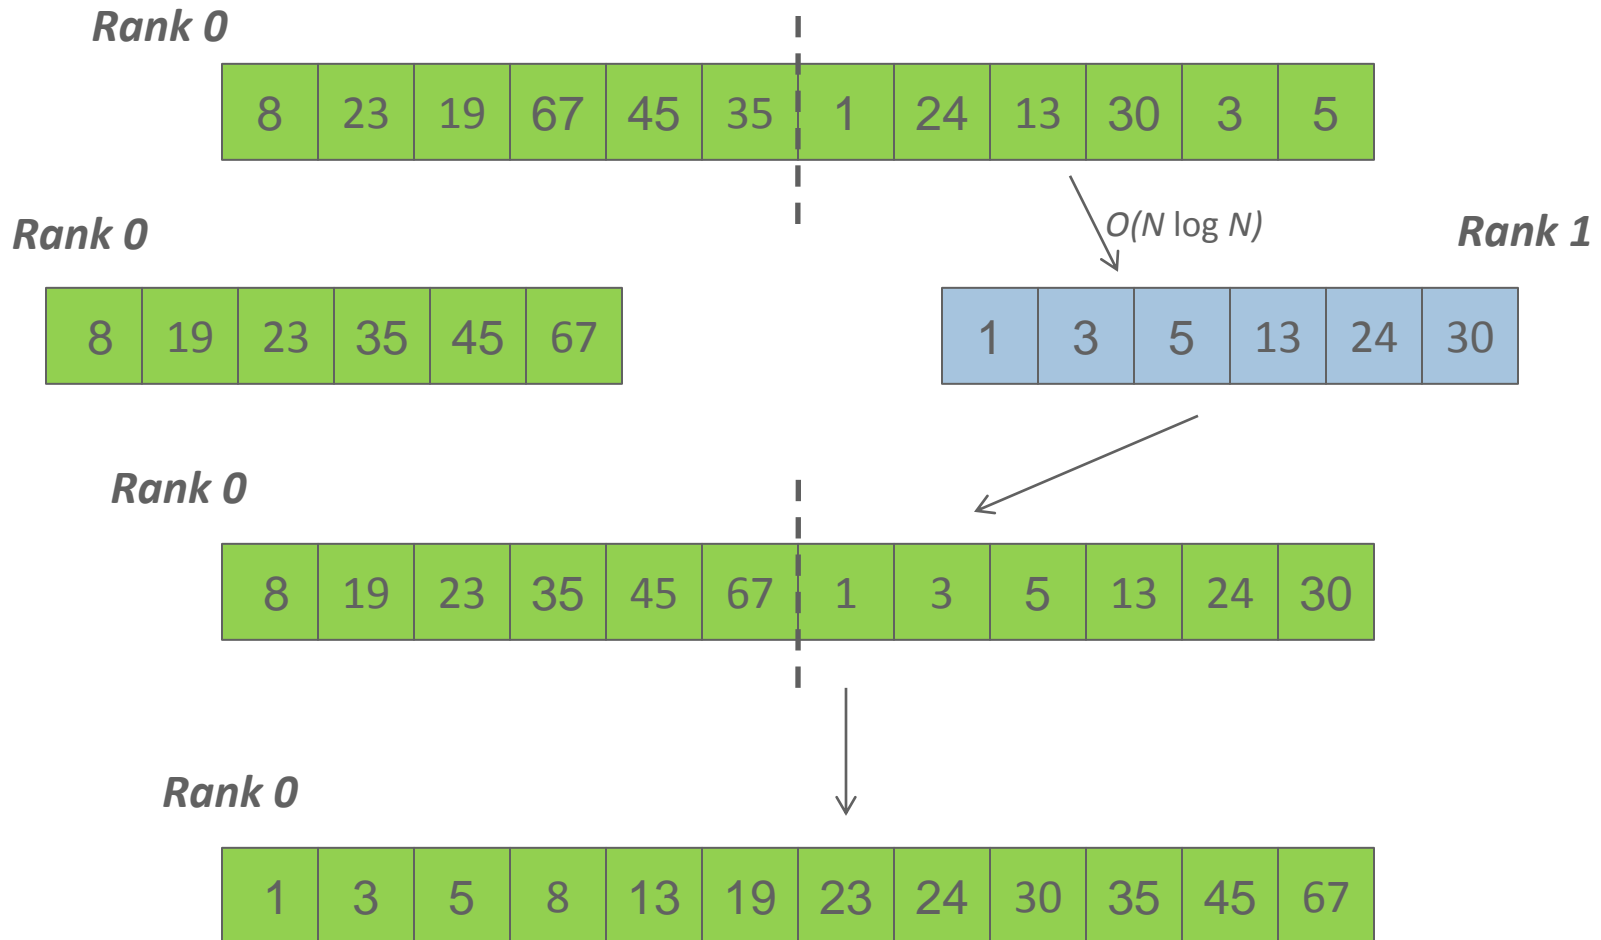 Rank 0
8 23 19 67 45 35 1 24 13 30 3 5
O(N log N)
Rank 0
Rank 1
8 19 23 35 45 67
1 3 5 13 24 30
Rank 0
8 19 23 35 45 67 1 3 5 13 24 30
Rank 0
1 3 5 8 13 19 23 24 30 35 45 67